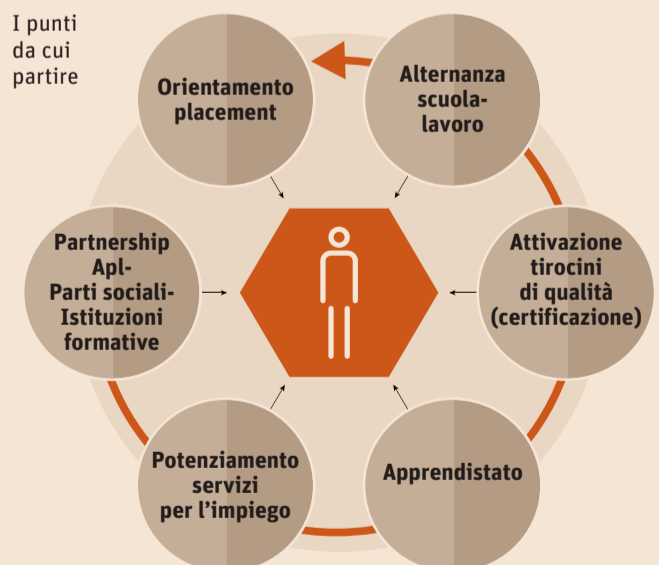 I punti
da cui
partire
Orientamento
placement
Alternanza
scuola-
lavoro
Partnership
Apl-
Parti sociali-
Istituzioni
formative
Attivazione
tirocini
di qualità
(certificazione)
Potenziamento
servizi
per l'impiego
Apprendistato